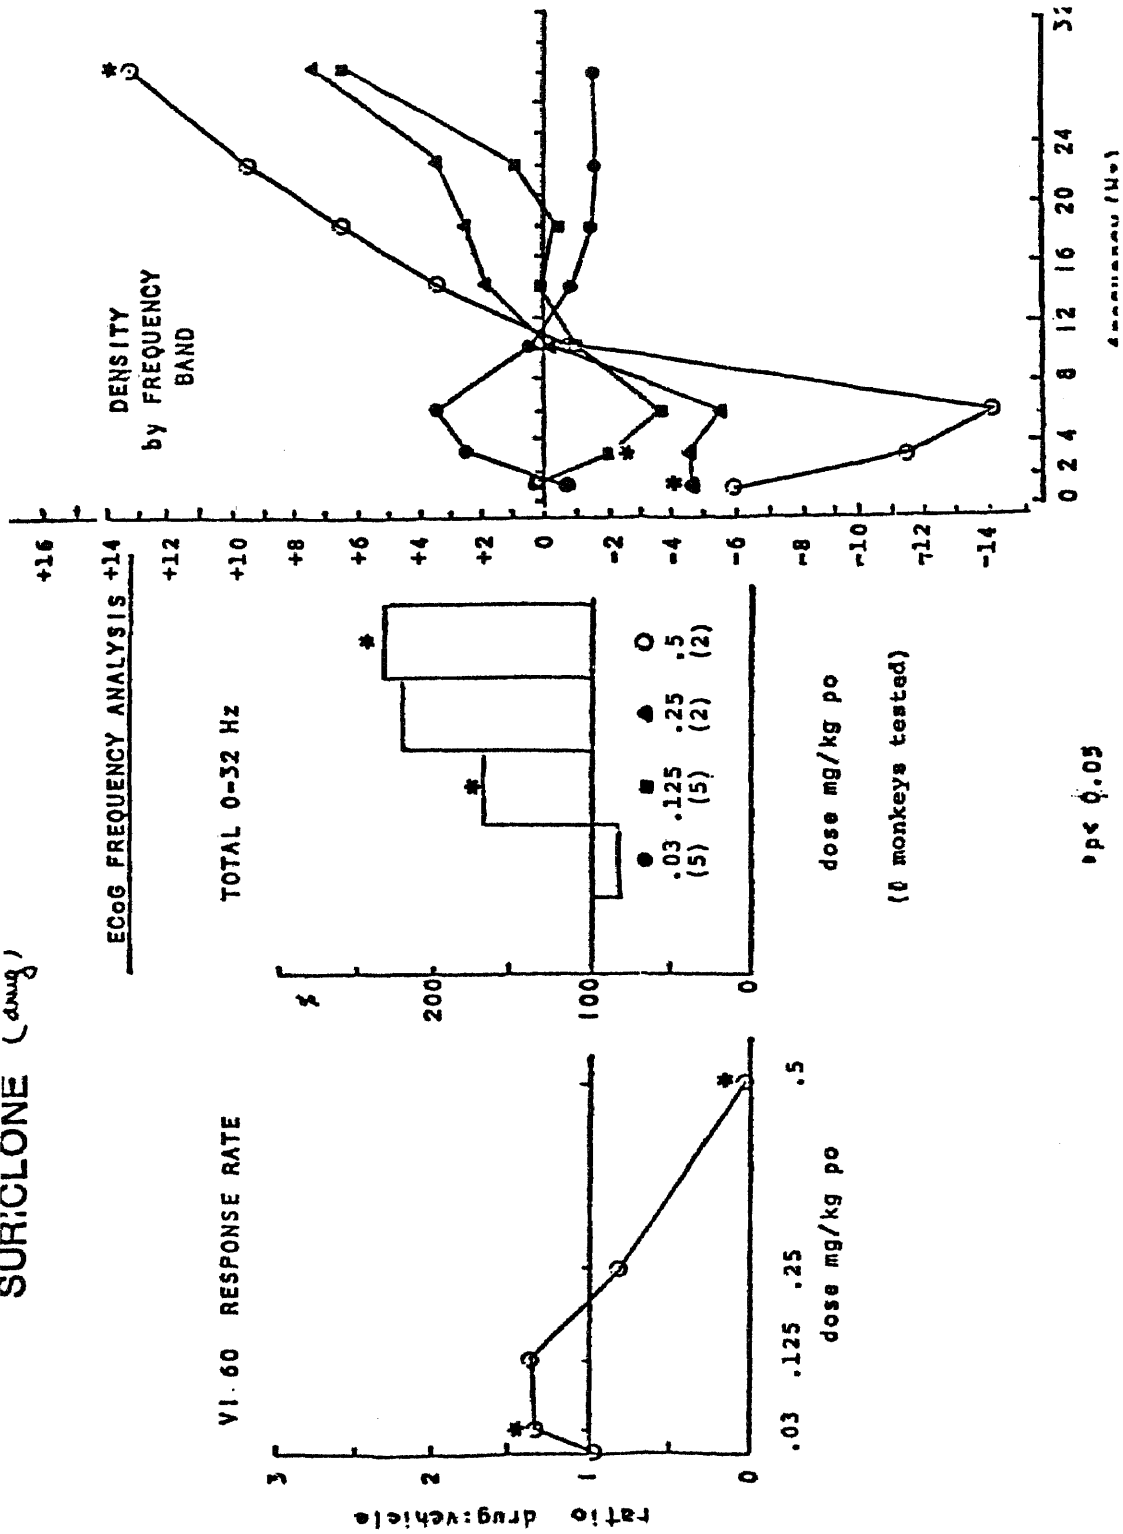 SURICLONE (drug)
VI-60 RESPONSE RATE
ratio drug:vehicle
3
2
1
0
.03 .125 .25 .5
dose mg/kg po
ECoG FREQUENCY ANALYSIS
TOTAL 0-32 Hz
%
200
100
0
* *
.03 .125 .25 .5
(5) (5) (2) (2)
dose mg/kg po
(() monkeys tested)
DENSITY
by FREQUENCY
BAND
+16
+14
+12
+10
+8
+6
+4
+2
0
-2
-4
-6
-8
-10
-12
-14
0 2 4 8 12 16 20 24 32
*p< 0.05